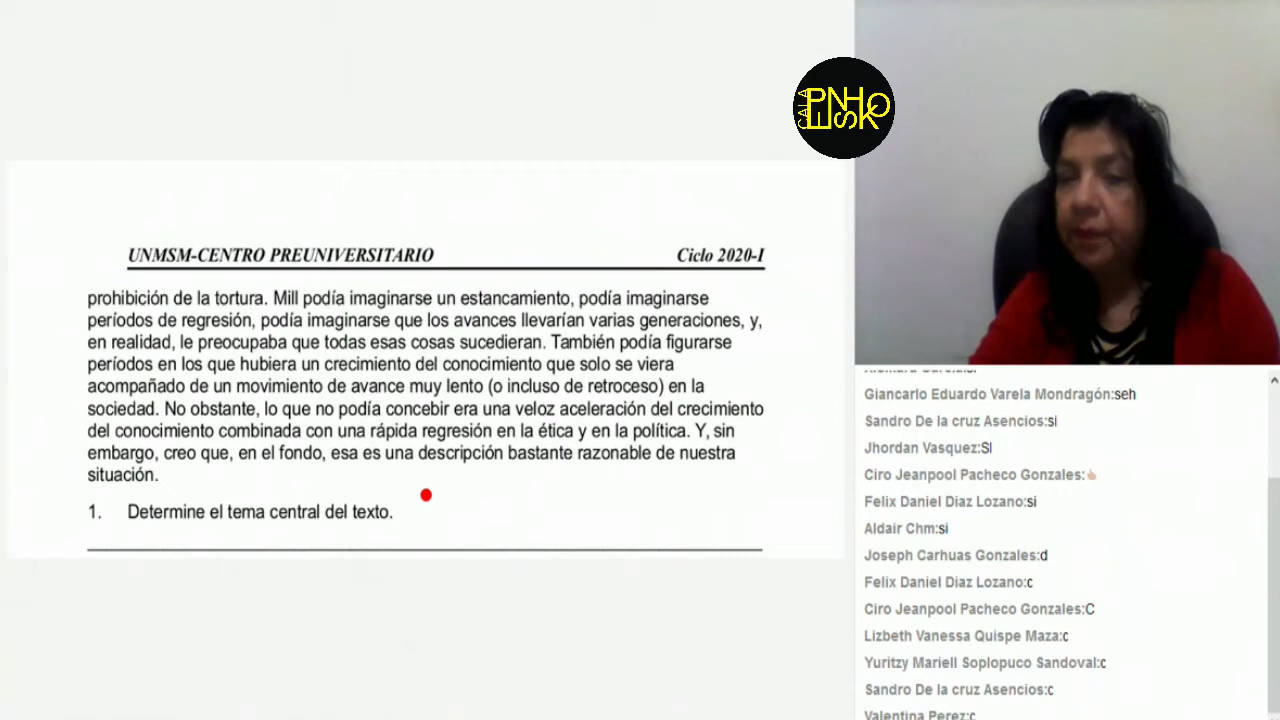 CALA
PENHO
ESK
UNMSM-CENTRO PREUNIVERSITARIO Ciclo 2020-I
prohibición de la tortura. Mill podía imaginarse un estancamiento, podía imaginarse
períodos de regresión, podía imaginarse que los avances llevarían varias generaciones, y,
en realidad, le preocupaba que todas esas cosas sucedieran. También podía figurarse
períodos en los que hubiera un crecimiento del conocimiento que solo se viera
acompañado de un movimiento de avance muy lento (o incluso de retroceso) en la
sociedad. No obstante, lo que no podía concebir era una veloz aceleración del crecimiento
del conocimiento combinada con una rápida regresión en la ética y en la política. Y, sin
embargo, creo que, en el fondo, esa es una descripción bastante razonable de nuestra
situación.
1. Determine el tema central del texto.
Giancarlo Eduardo Varela Mondragón:seh
Sandro De la cruz Asencios:si
Jhordan Vasquez:SI
Ciro Jeanpool Pacheco Gonzales:👆🏻
Felix Daniel Diaz Lozano:si
Aldair Chm:si
Joseph Carhuas Gonzales:d
Felix Daniel Diaz Lozano:c
Ciro Jeanpool Pacheco Gonzales:C
Lizbeth Vanessa Quispe Maza:c
Yuritzy Mariell Soplopuco Sandoval:c
Sandro De la cruz Asencios:c
Valentina Perez:c